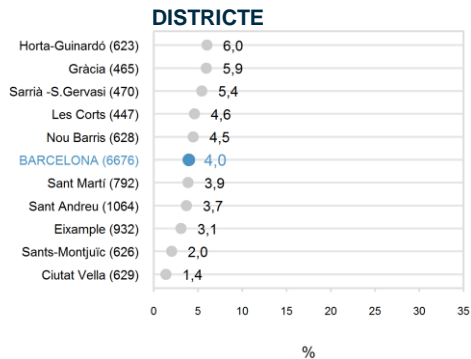 DISTRICTE
Horta-Guinardó (623) 6,0
Gràcia (465) 5,9
Sarrià -S.Gervasi (470) 5,4
Les Corts (447) 4,6
Nou Barris (628) 4,5
BARCELONA (6676) 4,0
Sant Martí (792) 3,9
Sant Andreu (1064) 3,7
Eixample (932) 3,1
Sants-Montjuïc (626) 2,0
Ciutat Vella (629) 1,4
0 5 10 15 20 25 30 35
%